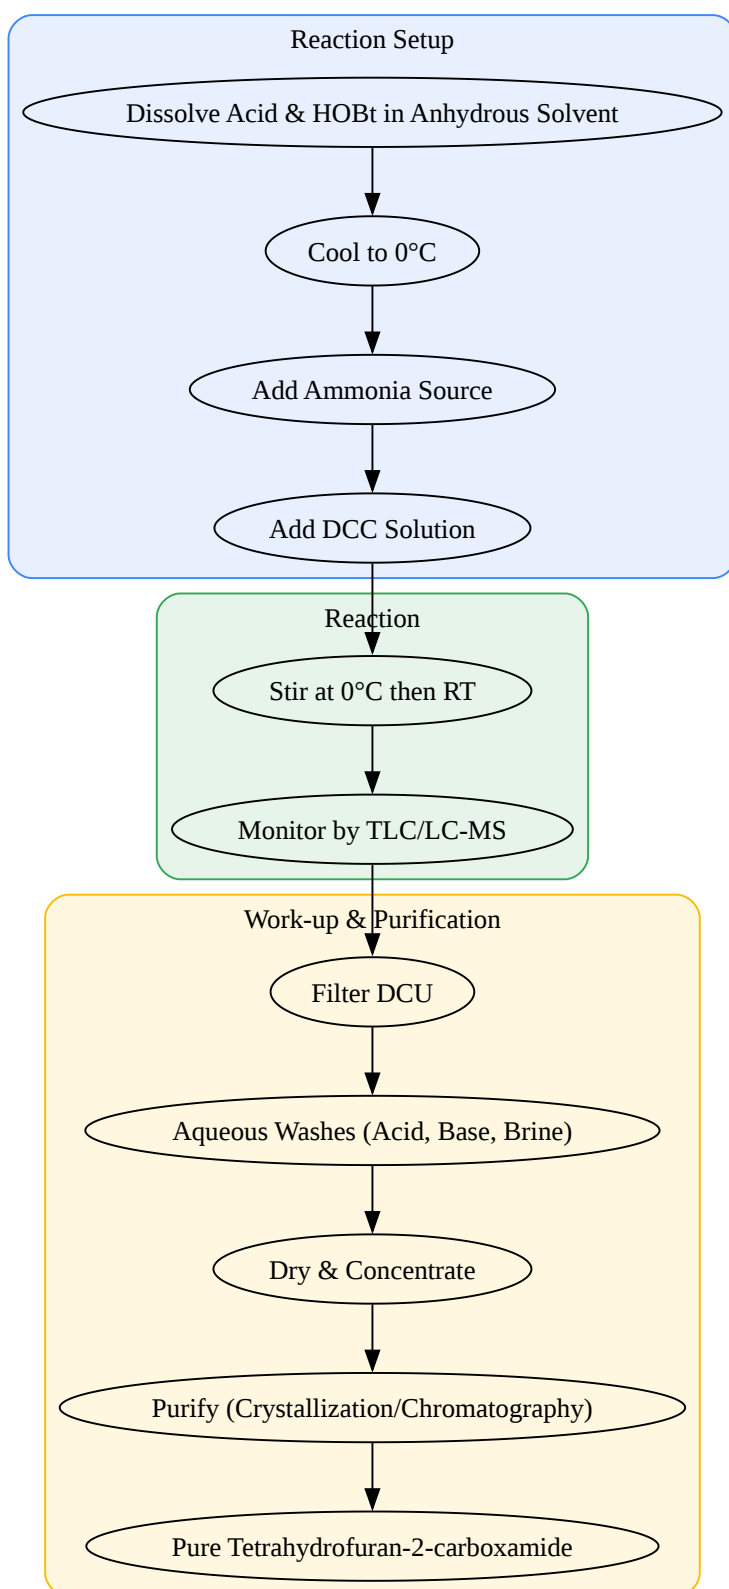 Reaction Setup
Dissolve Acid & HOBt in Anhydrous Solvent
Cool to 0°C
Add Ammonia Source
Add DCC Solution
Reaction
Stir at 0°C then RT
Monitor by TLC/LC-MS
Work-up & Purification
Filter DCU
Aqueous Washes (Acid, Base, Brine)
Dry & Concentrate
Purify (Crystallization/Chromatography)
Pure Tetrahydrofuran-2-carboxamide